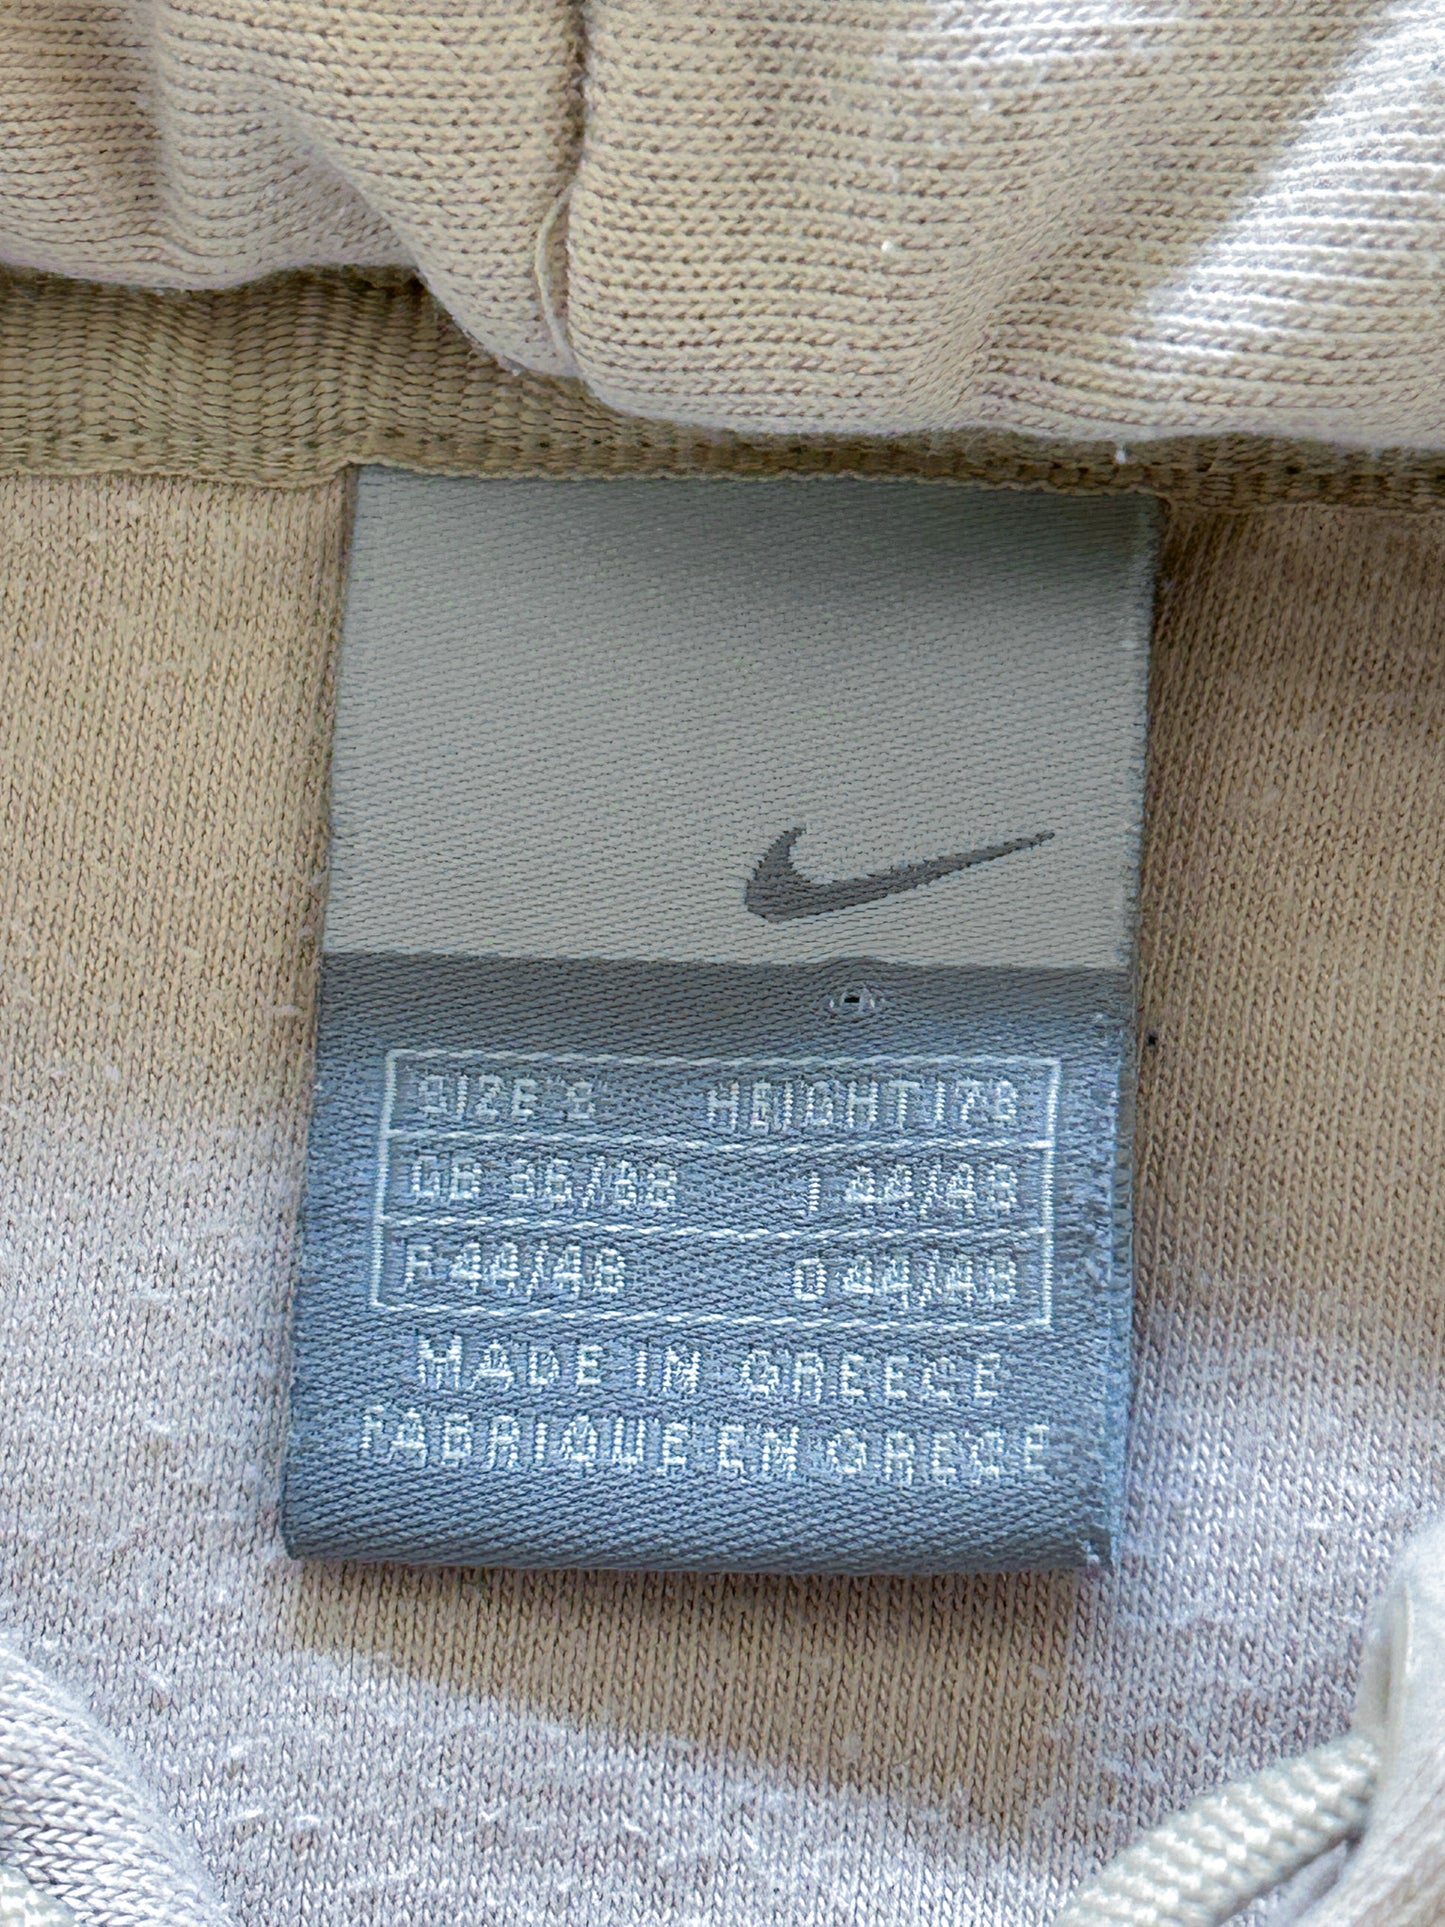 SIZE S HEIGHT 173
GB 36/38 I 44/46
F 44/46 D 44/46
MADE IN GREECE
FABRIQUE EN GRECE